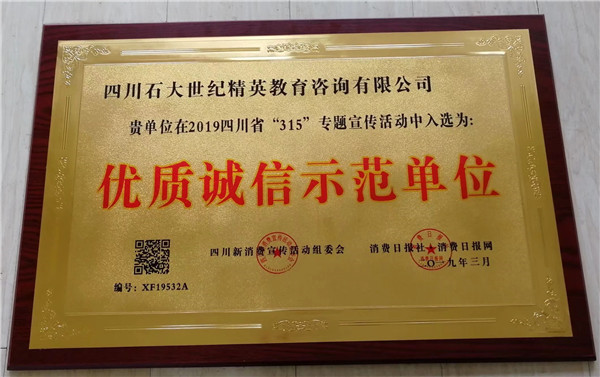 四川石大世纪精英教育咨询有限公司
贵单位在2019四川省“315”专题宣传活动中入选为:
优质诚信示范单位
四川新消费宣传活动组委会 消费日报社 消费日报网
二〇一九年三月
编号: XF19532A